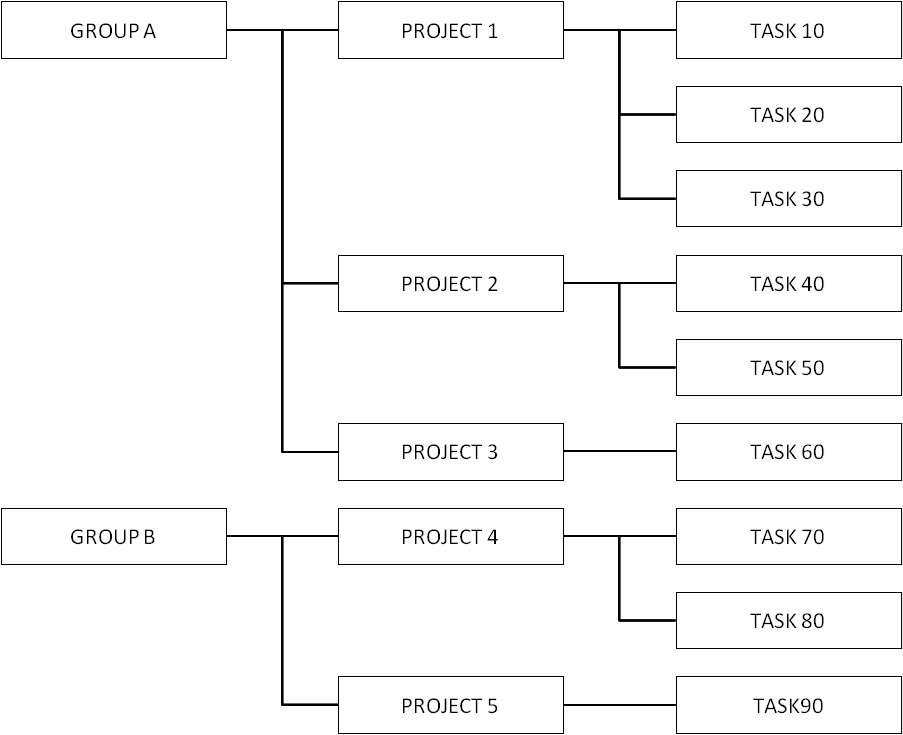 GROUP A
PROJECT 1
TASK 10
TASK 20
TASK 30
PROJECT 2
TASK 40
TASK 50
PROJECT 3
TASK 60
GROUP B
PROJECT 4
TASK 70
TASK 80
PROJECT 5
TASK90